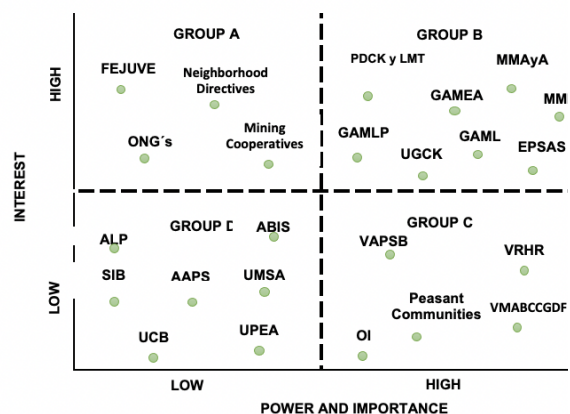 GROUP A
GROUP B
FEJUVE
Neighborhood
Directives
PDCK y LMT
MMAyA
GAMEA
MMI
ONG´s
Mining
Cooperatives
GAMLP
UGCK
GAML
EPSAS
HIGH
INTEREST
LOW
GROUP D
GROUP C
ALP
ABIS
VAPSB
VRHR
SIB
AAPS
UMSA
Peasant
Communities
VMABCCGDF
UCB
UPEA
OI
LOW
HIGH
POWER AND IMPORTANCE